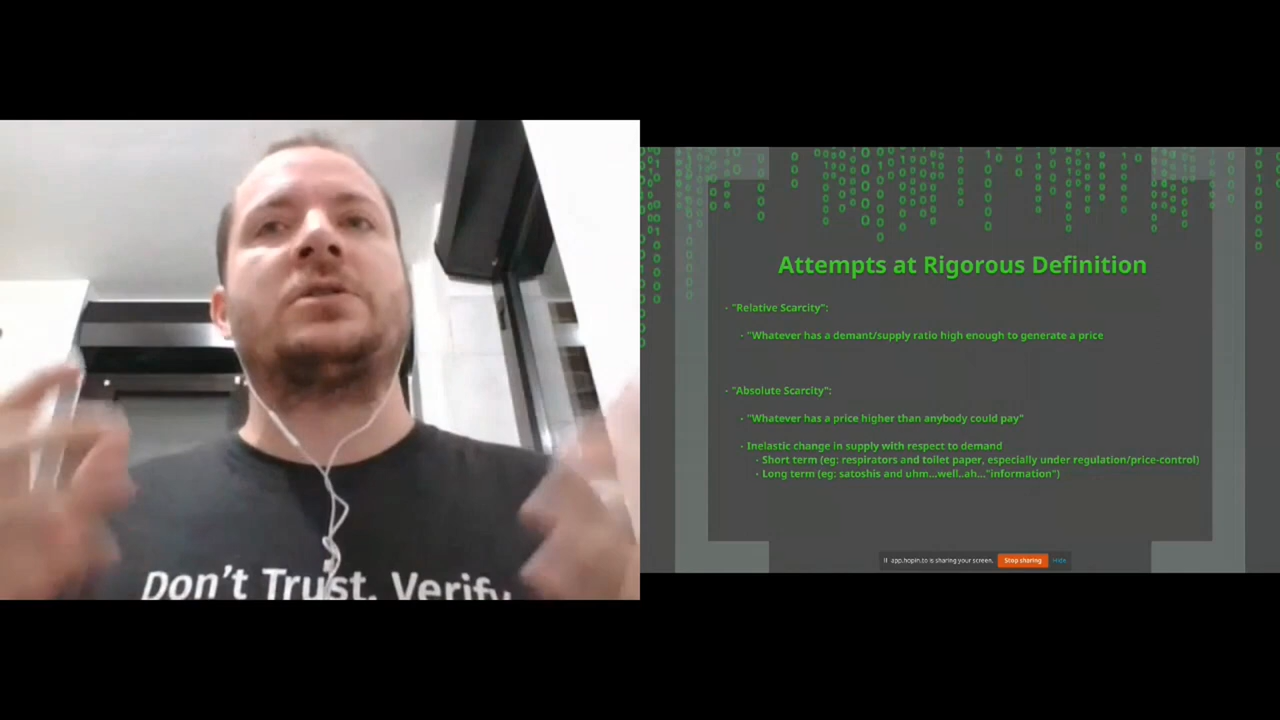 Don't Trust. Verify
Attempts at Rigorous Definition
- "Relative Scarcity":
- "Whatever has a demant/supply ratio high enough to generate a price
- "Absolute Scarcity":
- "Whatever has a price higher than anybody could pay"
- Inelastic change in supply with respect to demand
- Short term (eg: respirators and toilet paper, especially under regulation/price-control)
- Long term (eg: satoshis and uhm...well..ah..."information")
app.hopin.to is sharing your screen.
Stop sharing
Hide